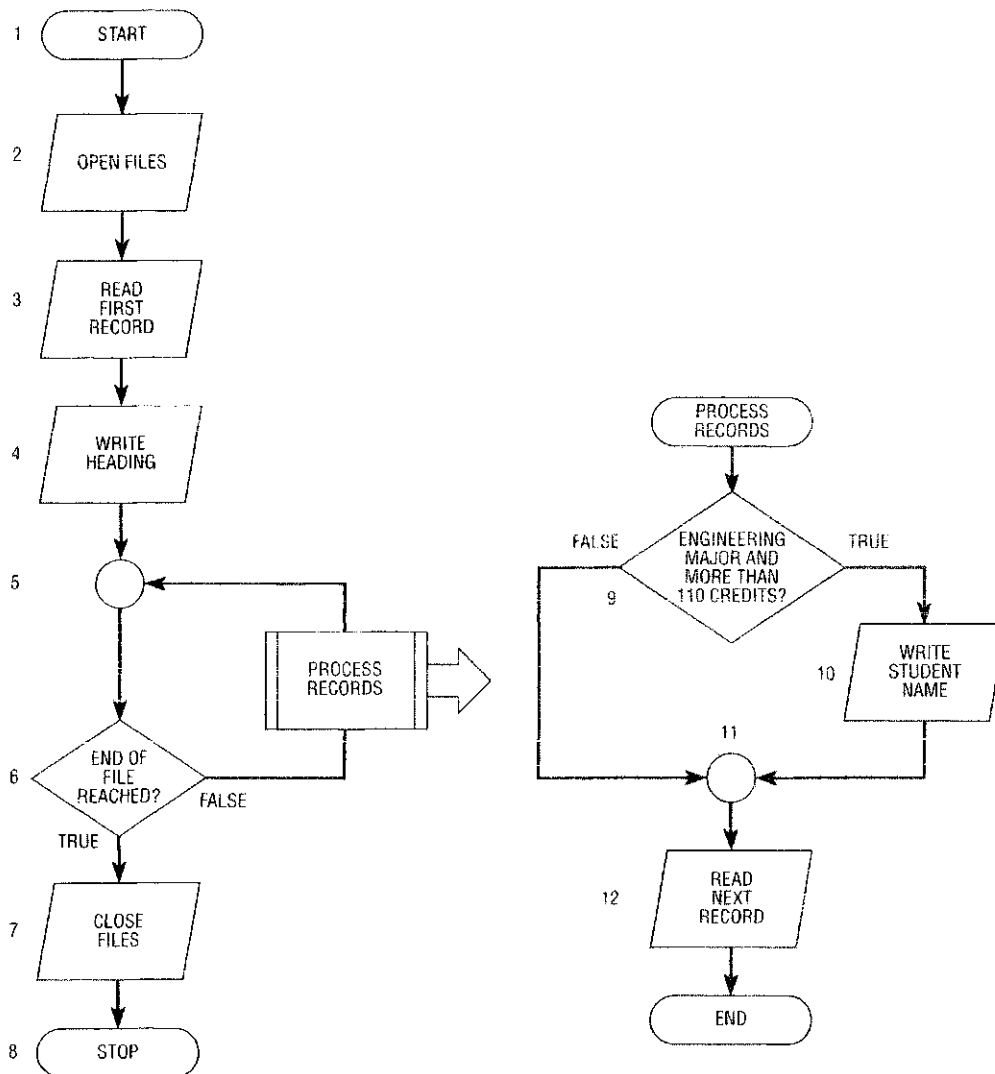 1
START
2
OPEN FILES
3
READ
FIRST
RECORD
4
WRITE
HEADING
5
PROCESS
RECORDS
6
END OF
FILE
REACHED?
FALSE
TRUE
7
CLOSE
FILES
8
STOP
PROCESS
RECORDS
FALSE
ENGINEERING
MAJOR AND
MORE THAN
110 CREDITS?
TRUE
9
10
WRITE
STUDENT
NAME
11
12
READ
NEXT
RECORD
END